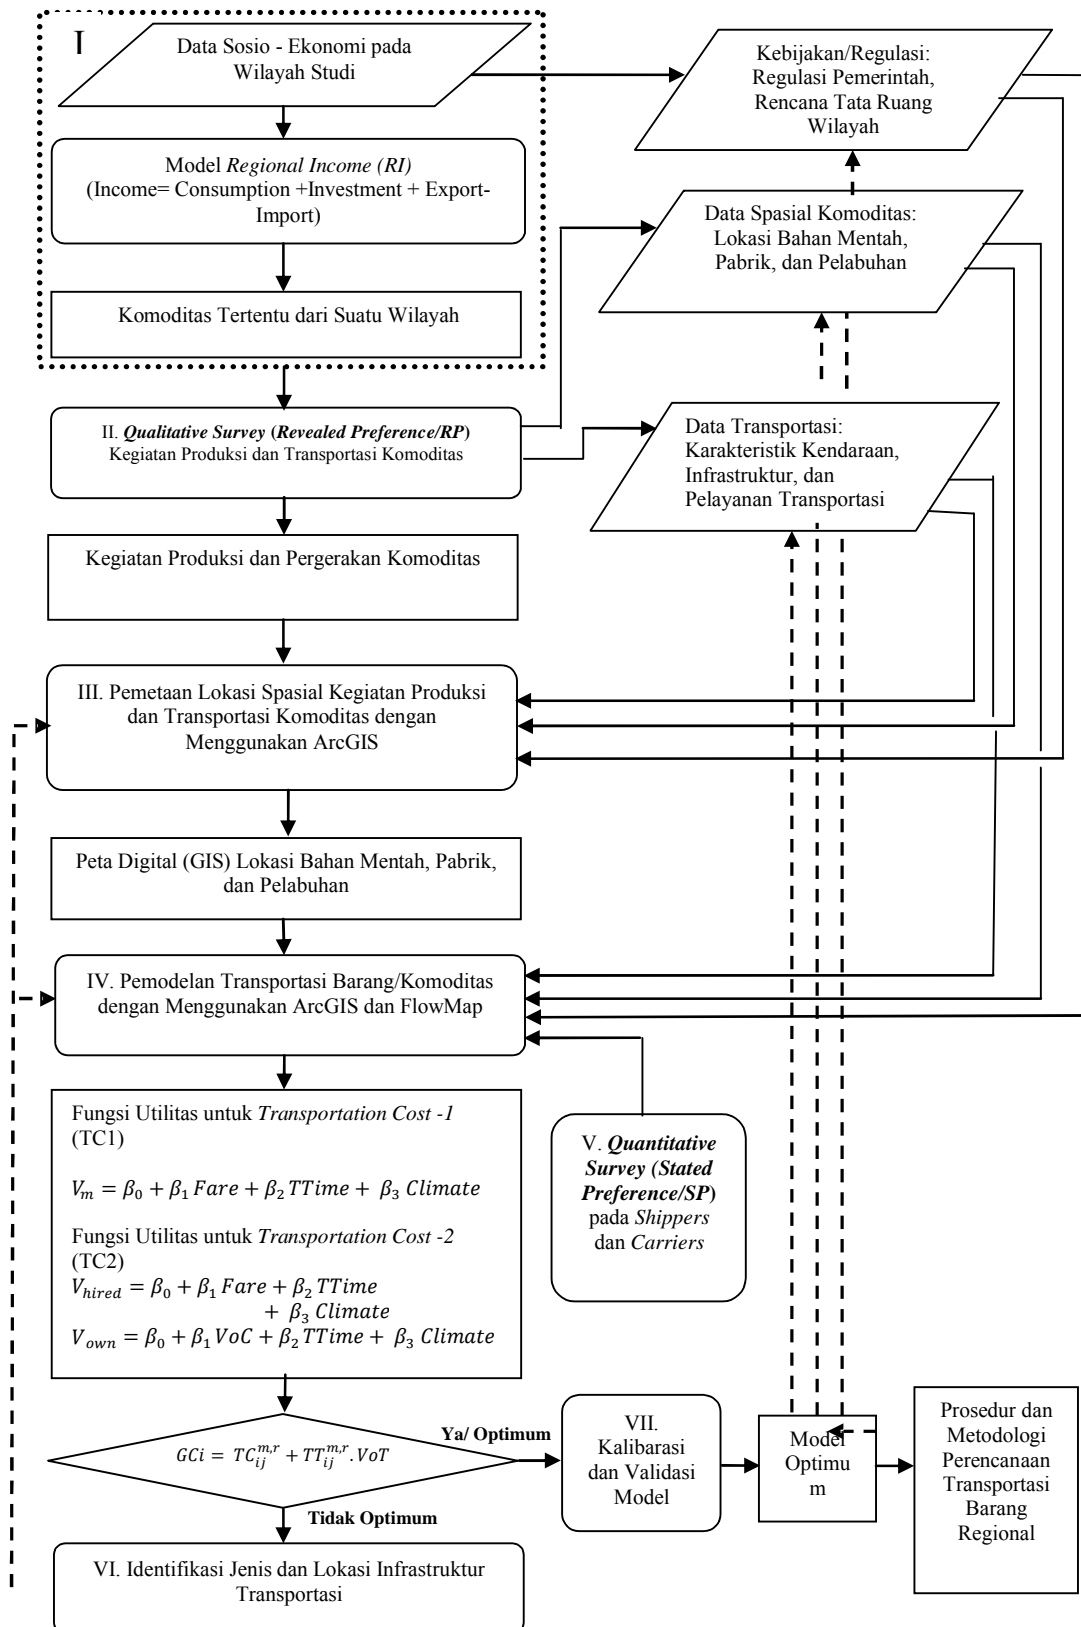 I
Data Sosio - Ekonomi pada
Wilayah Studi
Kebijakan/Regulasi:
Regulasi Pemerintah,
Rencana Tata Ruang
Wilayah
Model Regional Income (RI)
(Income= Consumption +Investment + Export-
Import)
Data Spasial Komoditas:
Lokasi Bahan Mentah,
Pabrik, dan Pelabuhan
Komoditas Tertentu dari Suatu Wilayah
II. Qualitative Survey (Revealed Preference/RP)
Kegiatan Produksi dan Transportasi Komoditas
Data Transportasi:
Karakteristik Kendaraan,
Infrastruktur, dan
Pelayanan Transportasi
Kegiatan Produksi dan Pergerakan Komoditas
III. Pemetaan Lokasi Spasial Kegiatan Produksi
dan Transportasi Komoditas dengan
Menggunakan ArcGIS
Peta Digital (GIS) Lokasi Bahan Mentah, Pabrik,
dan Pelabuhan
IV. Pemodelan Transportasi Barang/Komoditas
dengan Menggunakan ArcGIS dan FlowMap
Fungsi Utilitas untuk Transportation Cost -1
(TC1)
V_m = β_0 + β_1 Fare + β_2 TTime + β_3 Climate
Fungsi Utilitas untuk Transportation Cost -2
(TC2)
V_hired = β_0 + β_1 Fare + β_2 TTime
+ β_3 Climate
V_own = β_0 + β_1 VoC + β_2 TTime + β_3 Climate
V. Quantitative
Survey (Stated
Preference/SP)
pada Shippers
dan Carriers
GCi = TC_ij^m,r + TT_ij^m,r . VoT
Ya/ Optimum
Tidak Optimum
VII.
Kalibarasi
dan Validasi
Model
Model
Optimu
m
Prosedur dan
Metodologi
Perencanaan
Transportasi
Barang
Regional
VI. Identifikasi Jenis dan Lokasi Infrastruktur
Transportasi